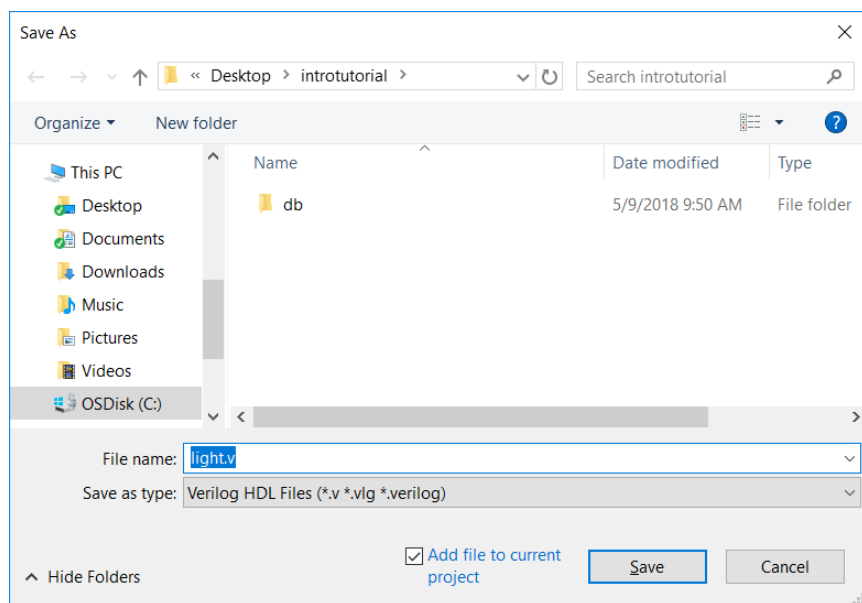 Save As
« Desktop > introtutorial >
Search introtutorial
Organize
New folder
?
This PC
Desktop
Documents
Downloads
Music
Pictures
Videos
OSDisk (C:)
Name
Date modified
Type
db
5/9/2018 9:50 AM
File folder
File name: light.v
Save as type: Verilog HDL Files (*.v *.vlg *.verilog)
Hide Folders
Add file to current
project
Save
Cancel